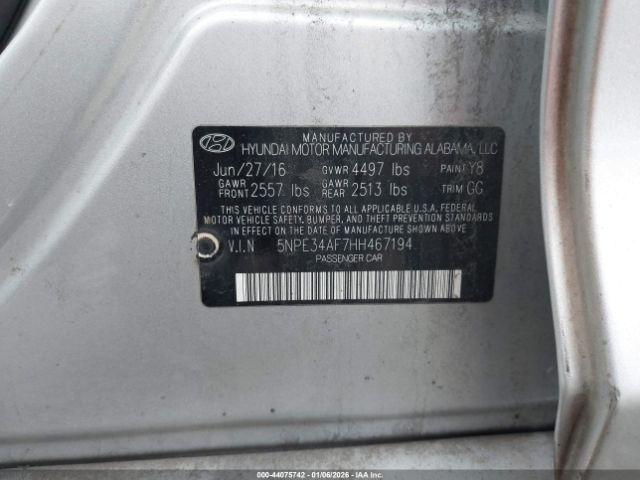 MANUFACTURED BY
HYUNDAI MOTOR MANUFACTURING ALABAMA, LLC
Jun/27/16 GVWR 4497 lbs PAINT Y8
GAWR FRONT 2557 lbs GAWR REAR 2513 lbs TRIM GG
THIS VEHICLE CONFORMS TO ALL APPLICABLE U.S.A. FEDERAL
MOTOR VEHICLE SAFETY, BUMPER, AND THEFT PREVENTION
STANDARDS IN EFFECT ON THE DATE OF MANUFACTURE SHOWN ABOVE.
V.I.N 5NPE34AF7HH467194
PASSENGER CAR
000-44075742 - 01/06/2026 - Copyright IAA, LLC